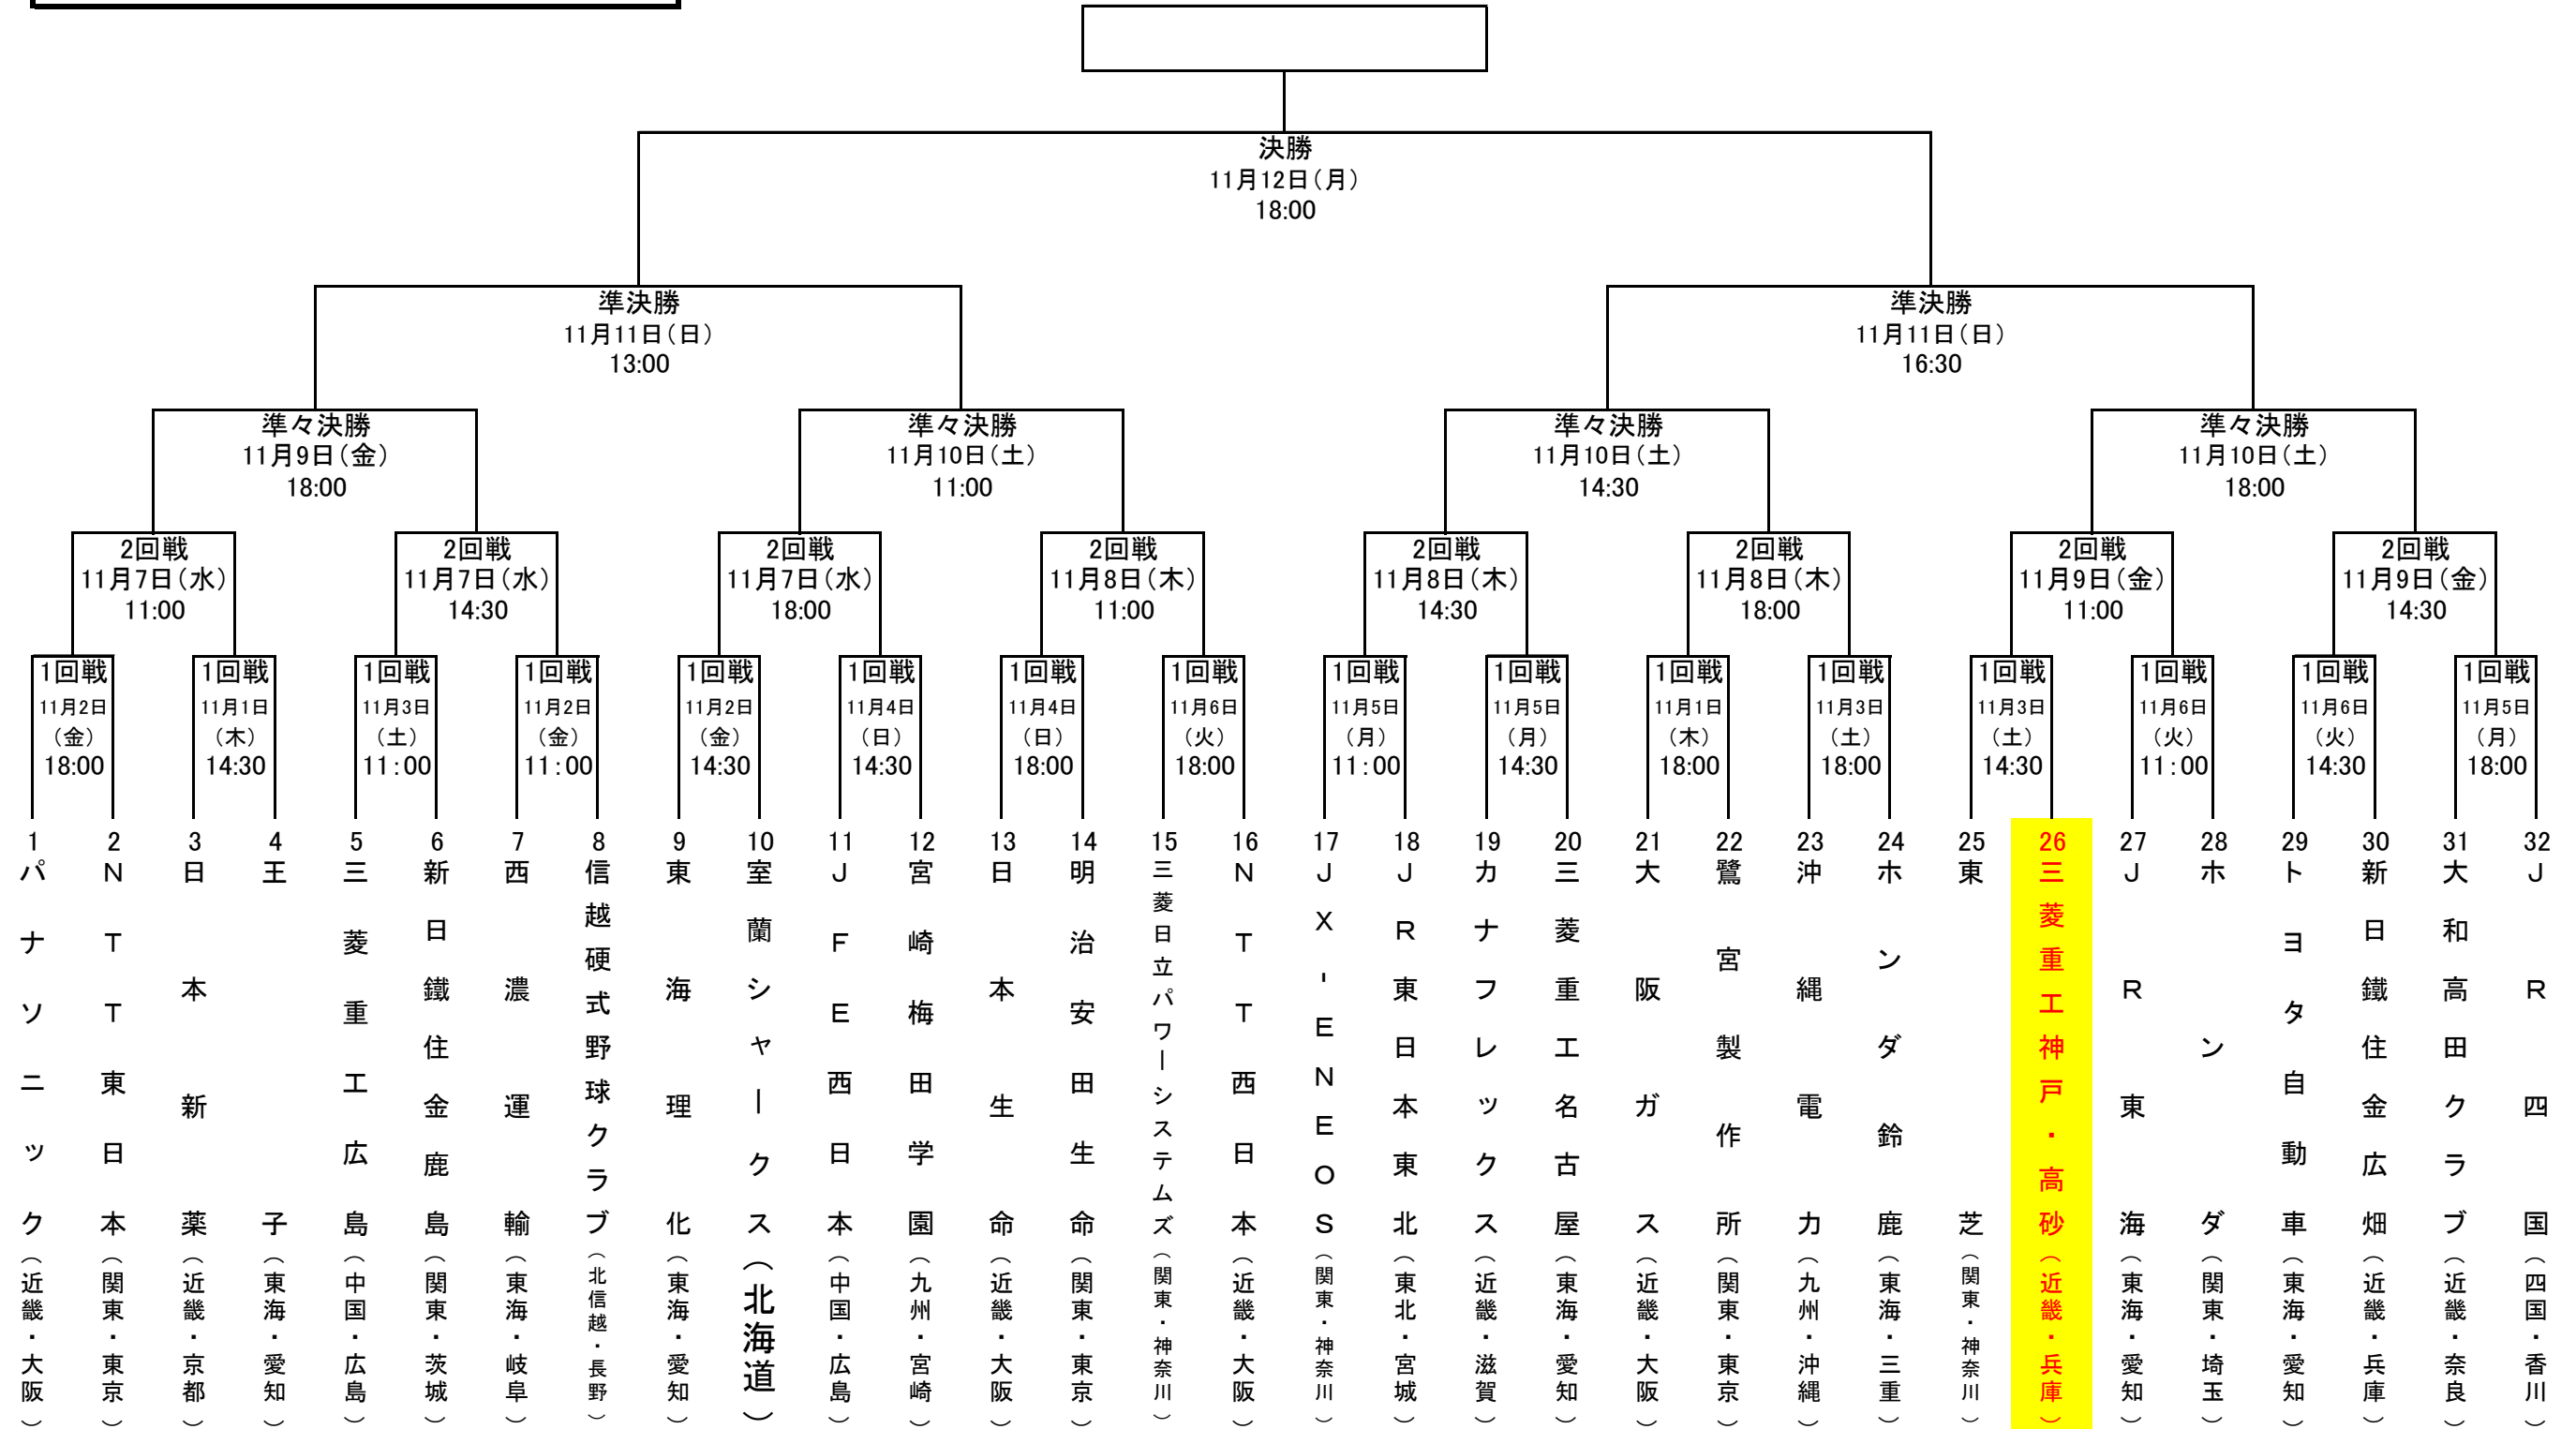 決勝
11月12日（月）
18:00
準決勝
11月11日（日）
13:00
準決勝
11月11日（日）
16:30
準々決勝
11月9日（金）
18:00
準々決勝
11月10日（土）
11:00
準々決勝
11月10日（土）
14:30
準々決勝
11月10日（土）
18:00
2回戦
11月7日（水）
11:00
2回戦
11月7日（水）
14:30
2回戦
11月7日（水）
18:00
2回戦
11月8日（木）
11:00
2回戦
11月8日（木）
14:30
2回戦
11月8日（木）
18:00
2回戦
11月9日（金）
11:00
2回戦
11月9日（金）
14:30
1回戦
11月2日
（金）
18:00
1回戦
11月1日
（木）
14:30
1回戦
11月3日
（土）
11:00
1回戦
11月2日
（金）
11:00
1回戦
11月2日
（金）
14:30
1回戦
11月4日
（日）
14:30
1回戦
11月4日
（日）
18:00
1回戦
11月6日
（火）
18:00
1回戦
11月5日
（月）
11:00
1回戦
11月5日
（月）
14:30
1回戦
11月1日
（木）
18:00
1回戦
11月3日
（土）
18:00
1回戦
11月3日
（土）
14:30
1回戦
11月6日
（火）
11:00
1回戦
11月6日
（火）
14:30
1回戦
11月5日
（月）
18:00
1
パナソニック（近畿・大阪）
2
NTT東日本（関東・東京）
3
日本新薬（近畿・京都）
4
王子（東海・愛知）
5
三菱重工広島（中国・広島）
6
新日鐵住金鹿島（関東・茨城）
7
西濃運輸（東海・岐阜）
8
信越硬式野球クラブ（北信越・長野）
9
東海理化（東海・愛知）
10
室蘭シャークス（北海道）
11
JFE西日本（中国・広島）
12
宮崎梅田学園（九州・宮崎）
13
日本生命（近畿・大阪）
14
明治安田生命（関東・東京）
15
三菱日立パワーシステムズ（関東・神奈川）
16
NTT西日本（近畿・大阪）
17
JX-ENEOS（関東・神奈川）
18
JR東日本東北（東北・宮城）
19
カナフレックス（近畿・滋賀）
20
三菱重工名古屋（東海・愛知）
21
大阪ガス（近畿・大阪）
22
鷺宮製作所（関東・東京）
23
沖縄電力（九州・沖縄）
24
ホンダ鈴鹿（東海・三重）
25
東芝（関東・神奈川）
26
三菱重工神戸・高砂（近畿・兵庫）
27
JR東海（東海・愛知）
28
ホンダ（関東・埼玉）
29
トヨタ自動車（東海・愛知）
30
新日鐵住金広畑（近畿・兵庫）
31
大和高田クラブ（近畿・奈良）
32
JR四国（四国・香川）